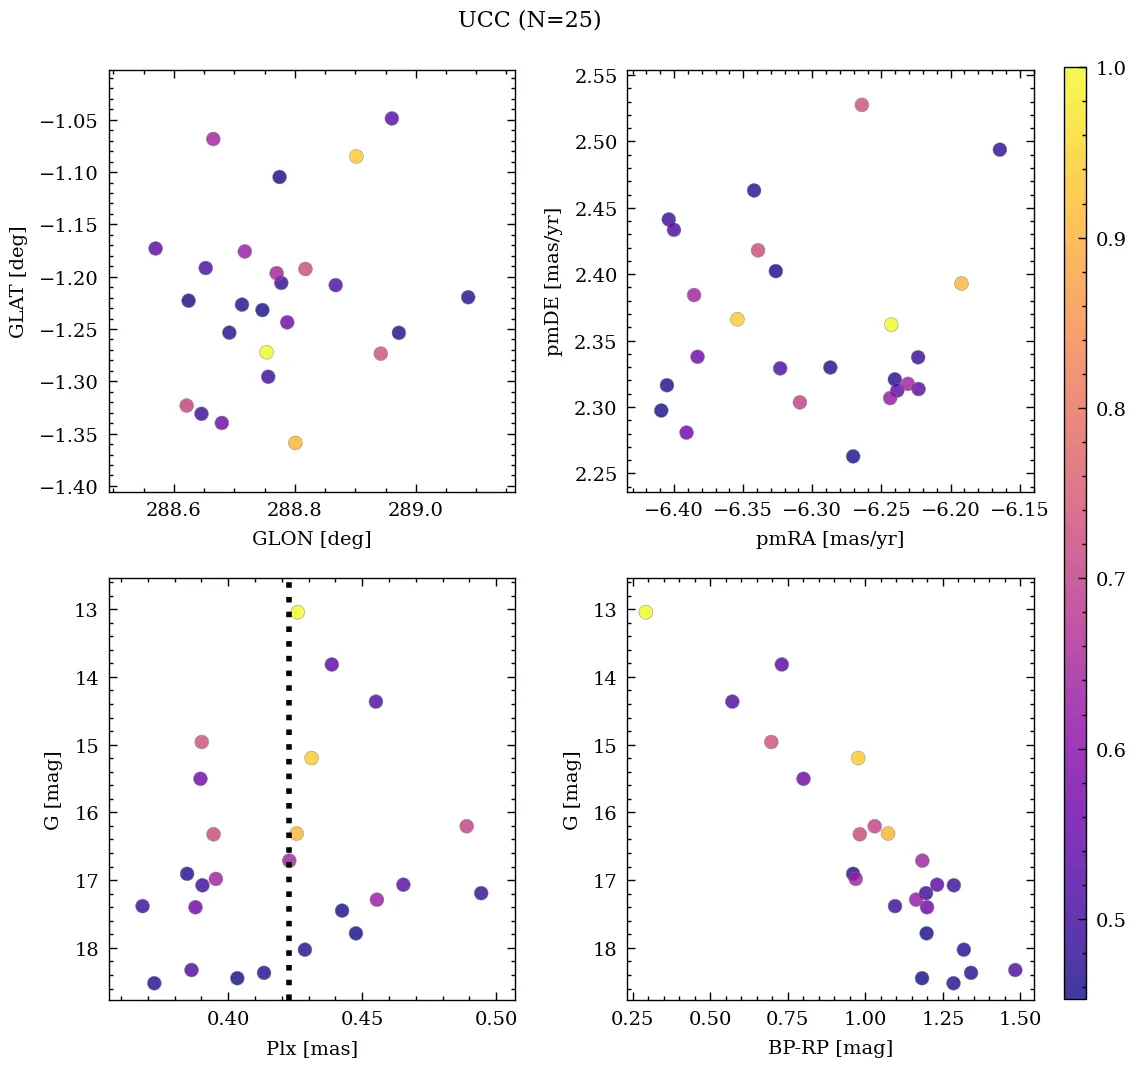 UCC (N=25)
−1.05
−1.10
−1.15
−1.20
−1.25
−1.30
−1.35
−1.40
GLAT [deg]
288.6 288.8 289.0
GLON [deg]
2.55
2.50
2.45
2.40
2.35
2.30
2.25
pmDE [mas/yr]
−6.40 −6.35 −6.30 −6.25 −6.20 −6.15
pmRA [mas/yr]
13
14
15
16
17
18
G [mag]
0.40 0.45 0.50
Plx [mas]
13
14
15
16
17
18
G [mag]
0.25 0.50 0.75 1.00 1.25 1.50
BP-RP [mag]
1.0
0.9
0.8
0.7
0.6
0.5